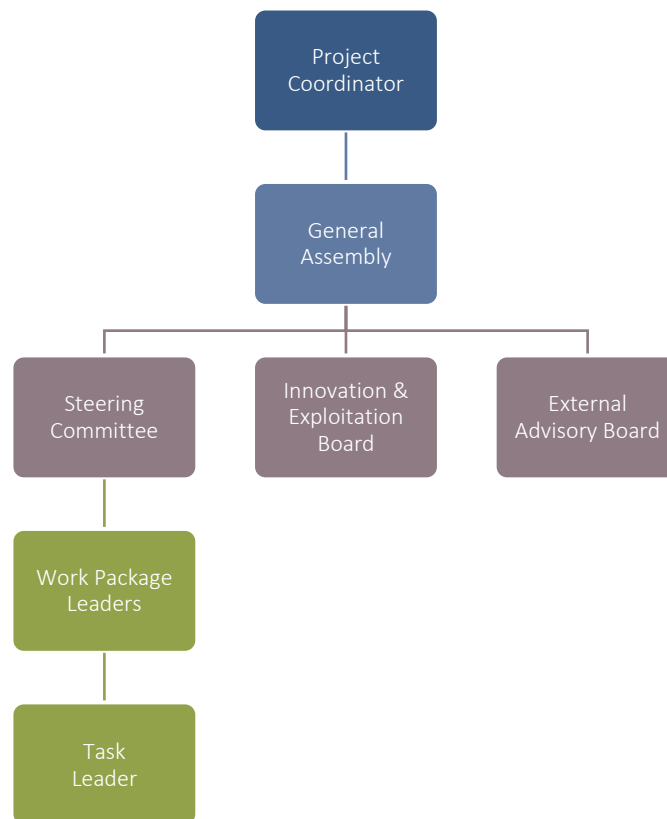 Project
Coordinator
General
Assembly
Steering
Committee
Innovation &
Exploitation
Board
External
Advisory Board
Work Package
Leaders
Task
Leader